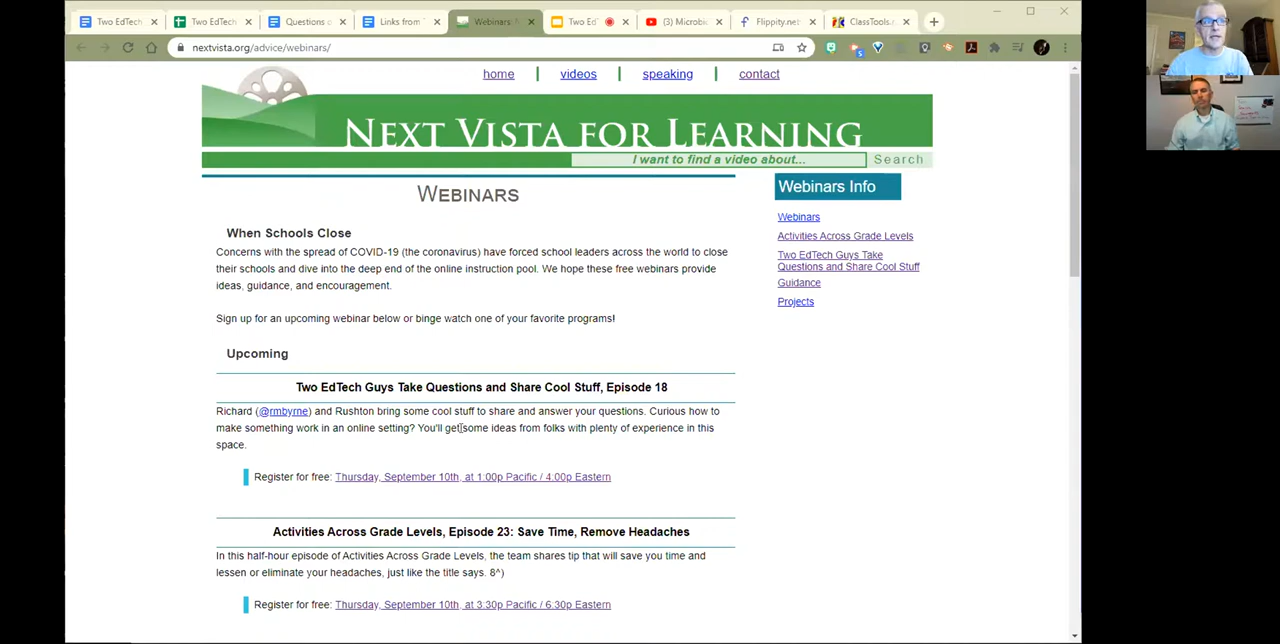 Two EdTech
Two EdTech
Questions o
Links from
Webinars:
Two Ed
(3) Microbi
Flippity.net
ClassTools.
nextvista.org/advice/webinars/
home | videos | speaking | contact
NEXT VISTA FOR LEARNING
I want to find a video about... Search
WEBINARS
When Schools Close
Concerns with the spread of COVID-19 (the coronavirus) have forced school leaders across the world to close
their schools and dive into the deep end of the online instruction pool. We hope these free webinars provide
ideas, guidance, and encouragement.
Sign up for an upcoming webinar below or binge watch one of your favorite programs!
Upcoming
Two EdTech Guys Take Questions and Share Cool Stuff, Episode 18
Richard (@rmbyrne) and Rushton bring some cool stuff to share and answer your questions. Curious how to
make something work in an online setting? You'll get some ideas from folks with plenty of experience in this
space.
Register for free: Thursday, September 10th, at 1:00p Pacific / 4:00p Eastern
Activities Across Grade Levels, Episode 23: Save Time, Remove Headaches
In this half-hour episode of Activities Across Grade Levels, the team shares tip that will save you time and
lessen or eliminate your headaches, just like the title says. 8^)
Register for free: Thursday, September 10th, at 3:30p Pacific / 6:30p Eastern
Webinars Info
Webinars
Activities Across Grade Levels
Two EdTech Guys Take
Questions and Share Cool Stuff
Guidance
Projects